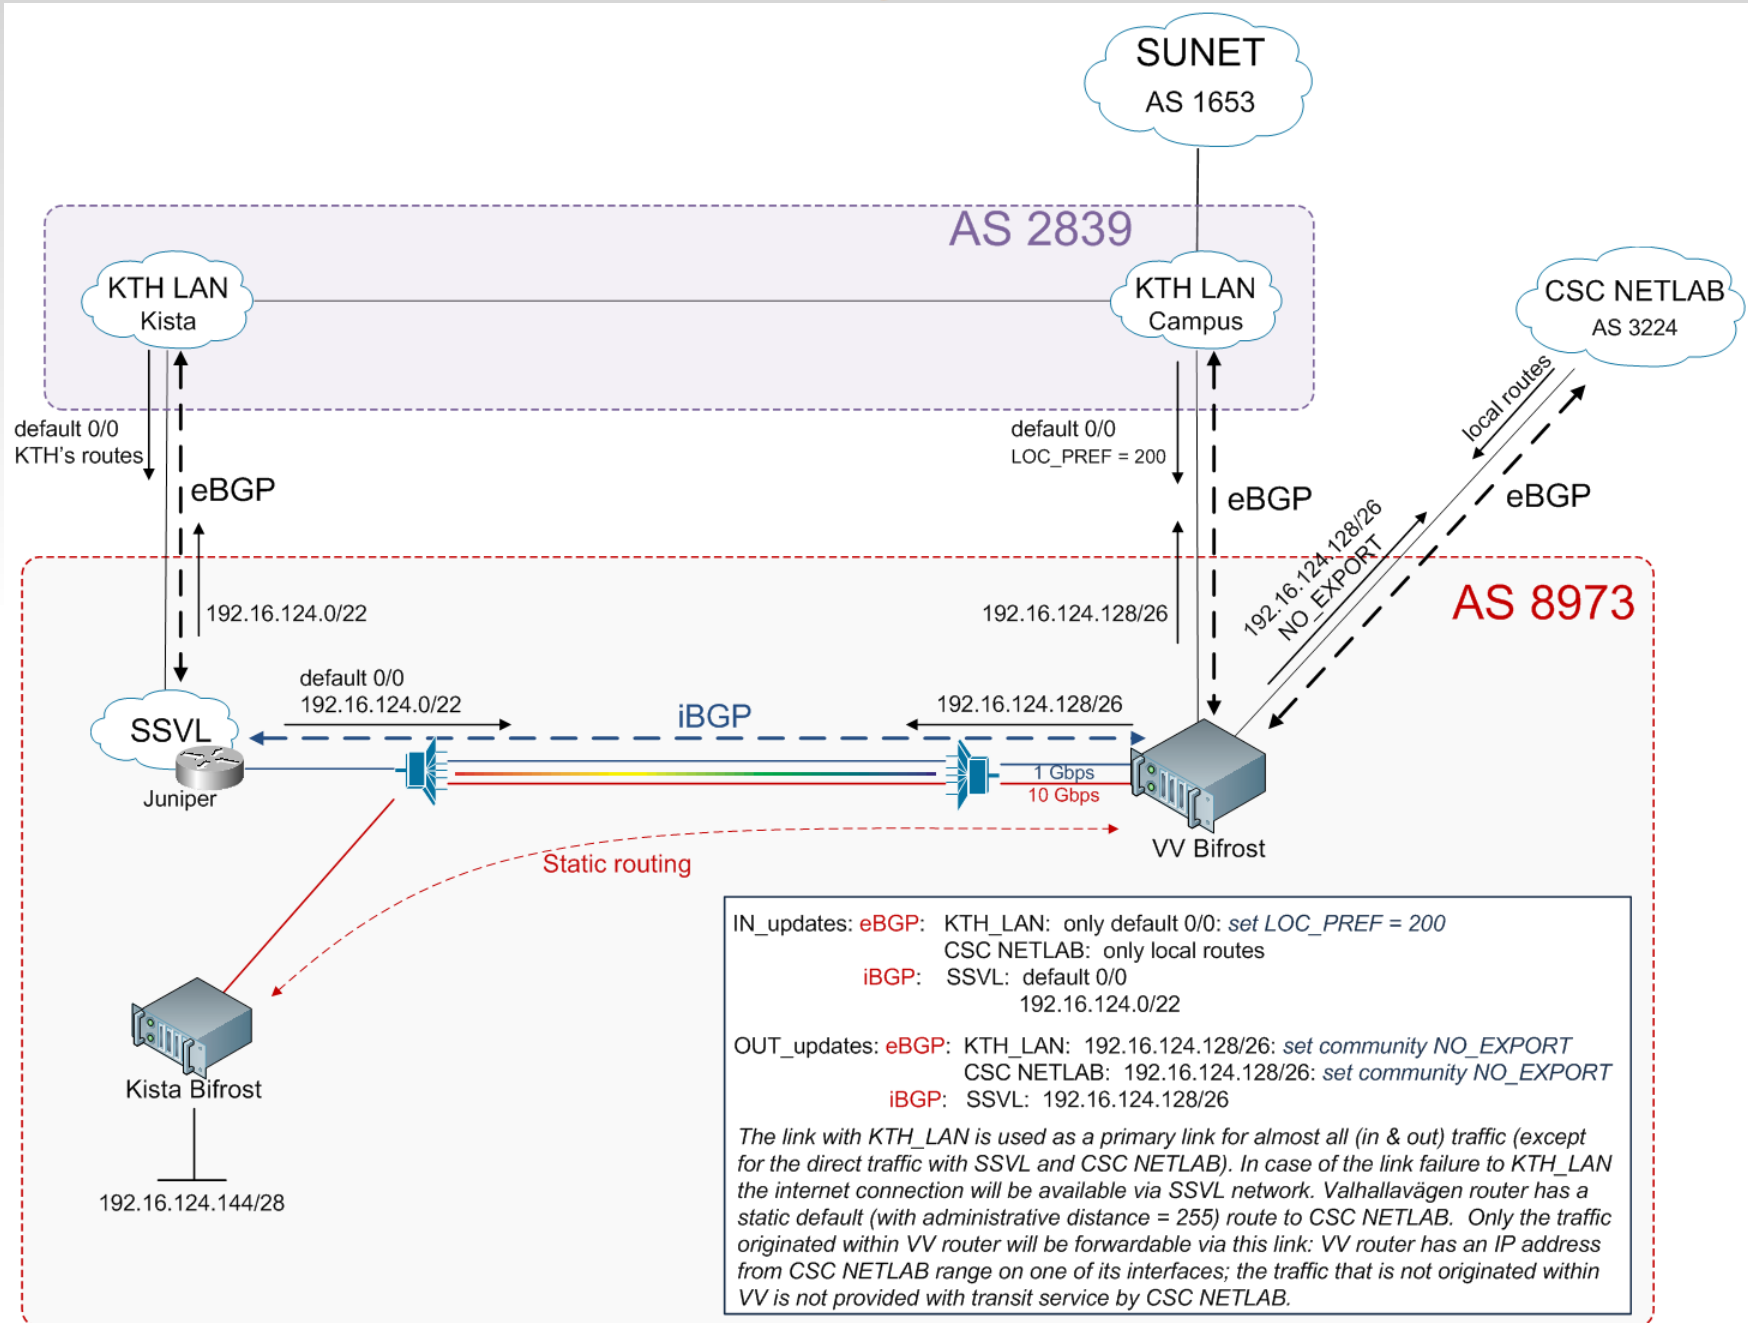 SUNET
AS 1653
AS 2839
KTH LAN
Kista
KTH LAN
Campus
CSC NETLAB
AS 3224
default 0/0
KTH's routes
eBGP
192.16.124.0/22
default 0/0
LOC_PREF = 200
eBGP
192.16.124.128/26
local routes
eBGP
192.16.124.128/26
NO_EXPORT
AS 8973
default 0/0
192.16.124.0/22
iBGP
192.16.124.128/26
SSVL
Juniper
1 Gbps
10 Gbps
VV Bifrost
Static routing
Kista Bifrost
192.16.124.144/28
IN_updates: eBGP: KTH_LAN: only default 0/0: set LOC_PREF = 200
CSC NETLAB: only local routes
iBGP: SSVL: default 0/0
192.16.124.0/22
OUT_updates: eBGP: KTH_LAN: 192.16.124.128/26: set community NO_EXPORT
CSC NETLAB: 192.16.124.128/26: set community NO_EXPORT
iBGP: SSVL: 192.16.124.128/26
The link with KTH_LAN is used as a primary link for almost all (in & out) traffic (except
for the direct traffic with SSVL and CSC NETLAB). In case of the link failure to KTH_LAN
the internet connection will be available via SSVL network. Valhallavägen router has a
static default (with administrative distance = 255) route to CSC NETLAB. Only the traffic
originated within VV router will be forwardable via this link: VV router has an IP address
from CSC NETLAB range on one of its interfaces; the traffic that is not originated within
VV is not provided with transit service by CSC NETLAB.